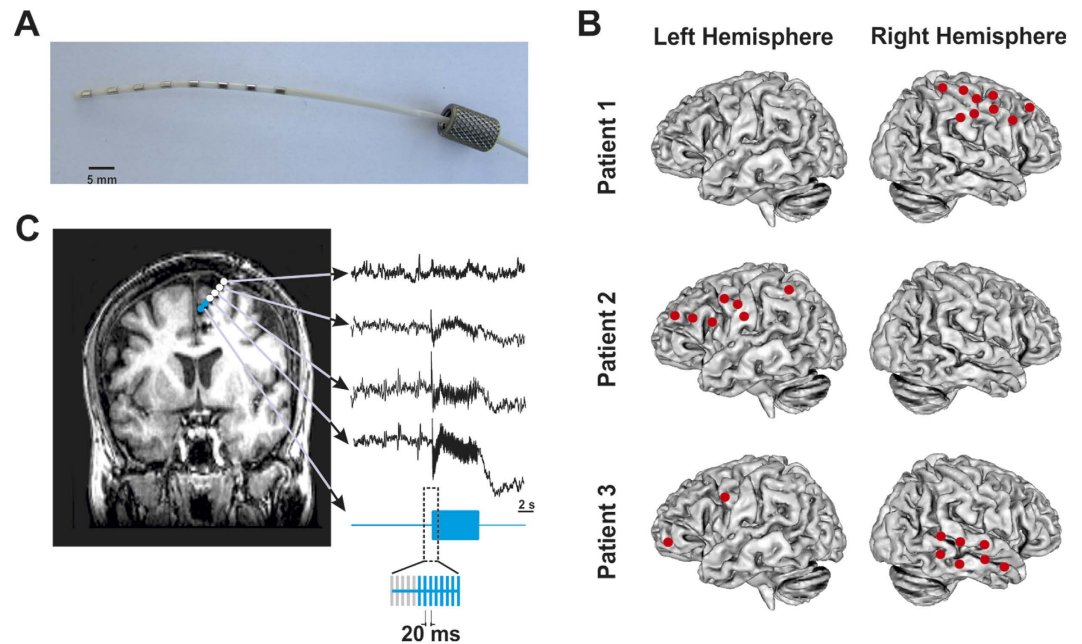 A
5 mm
B
Left Hemisphere
Right Hemisphere
Patient 1
Patient 2
Patient 3
C
2 s
20 ms